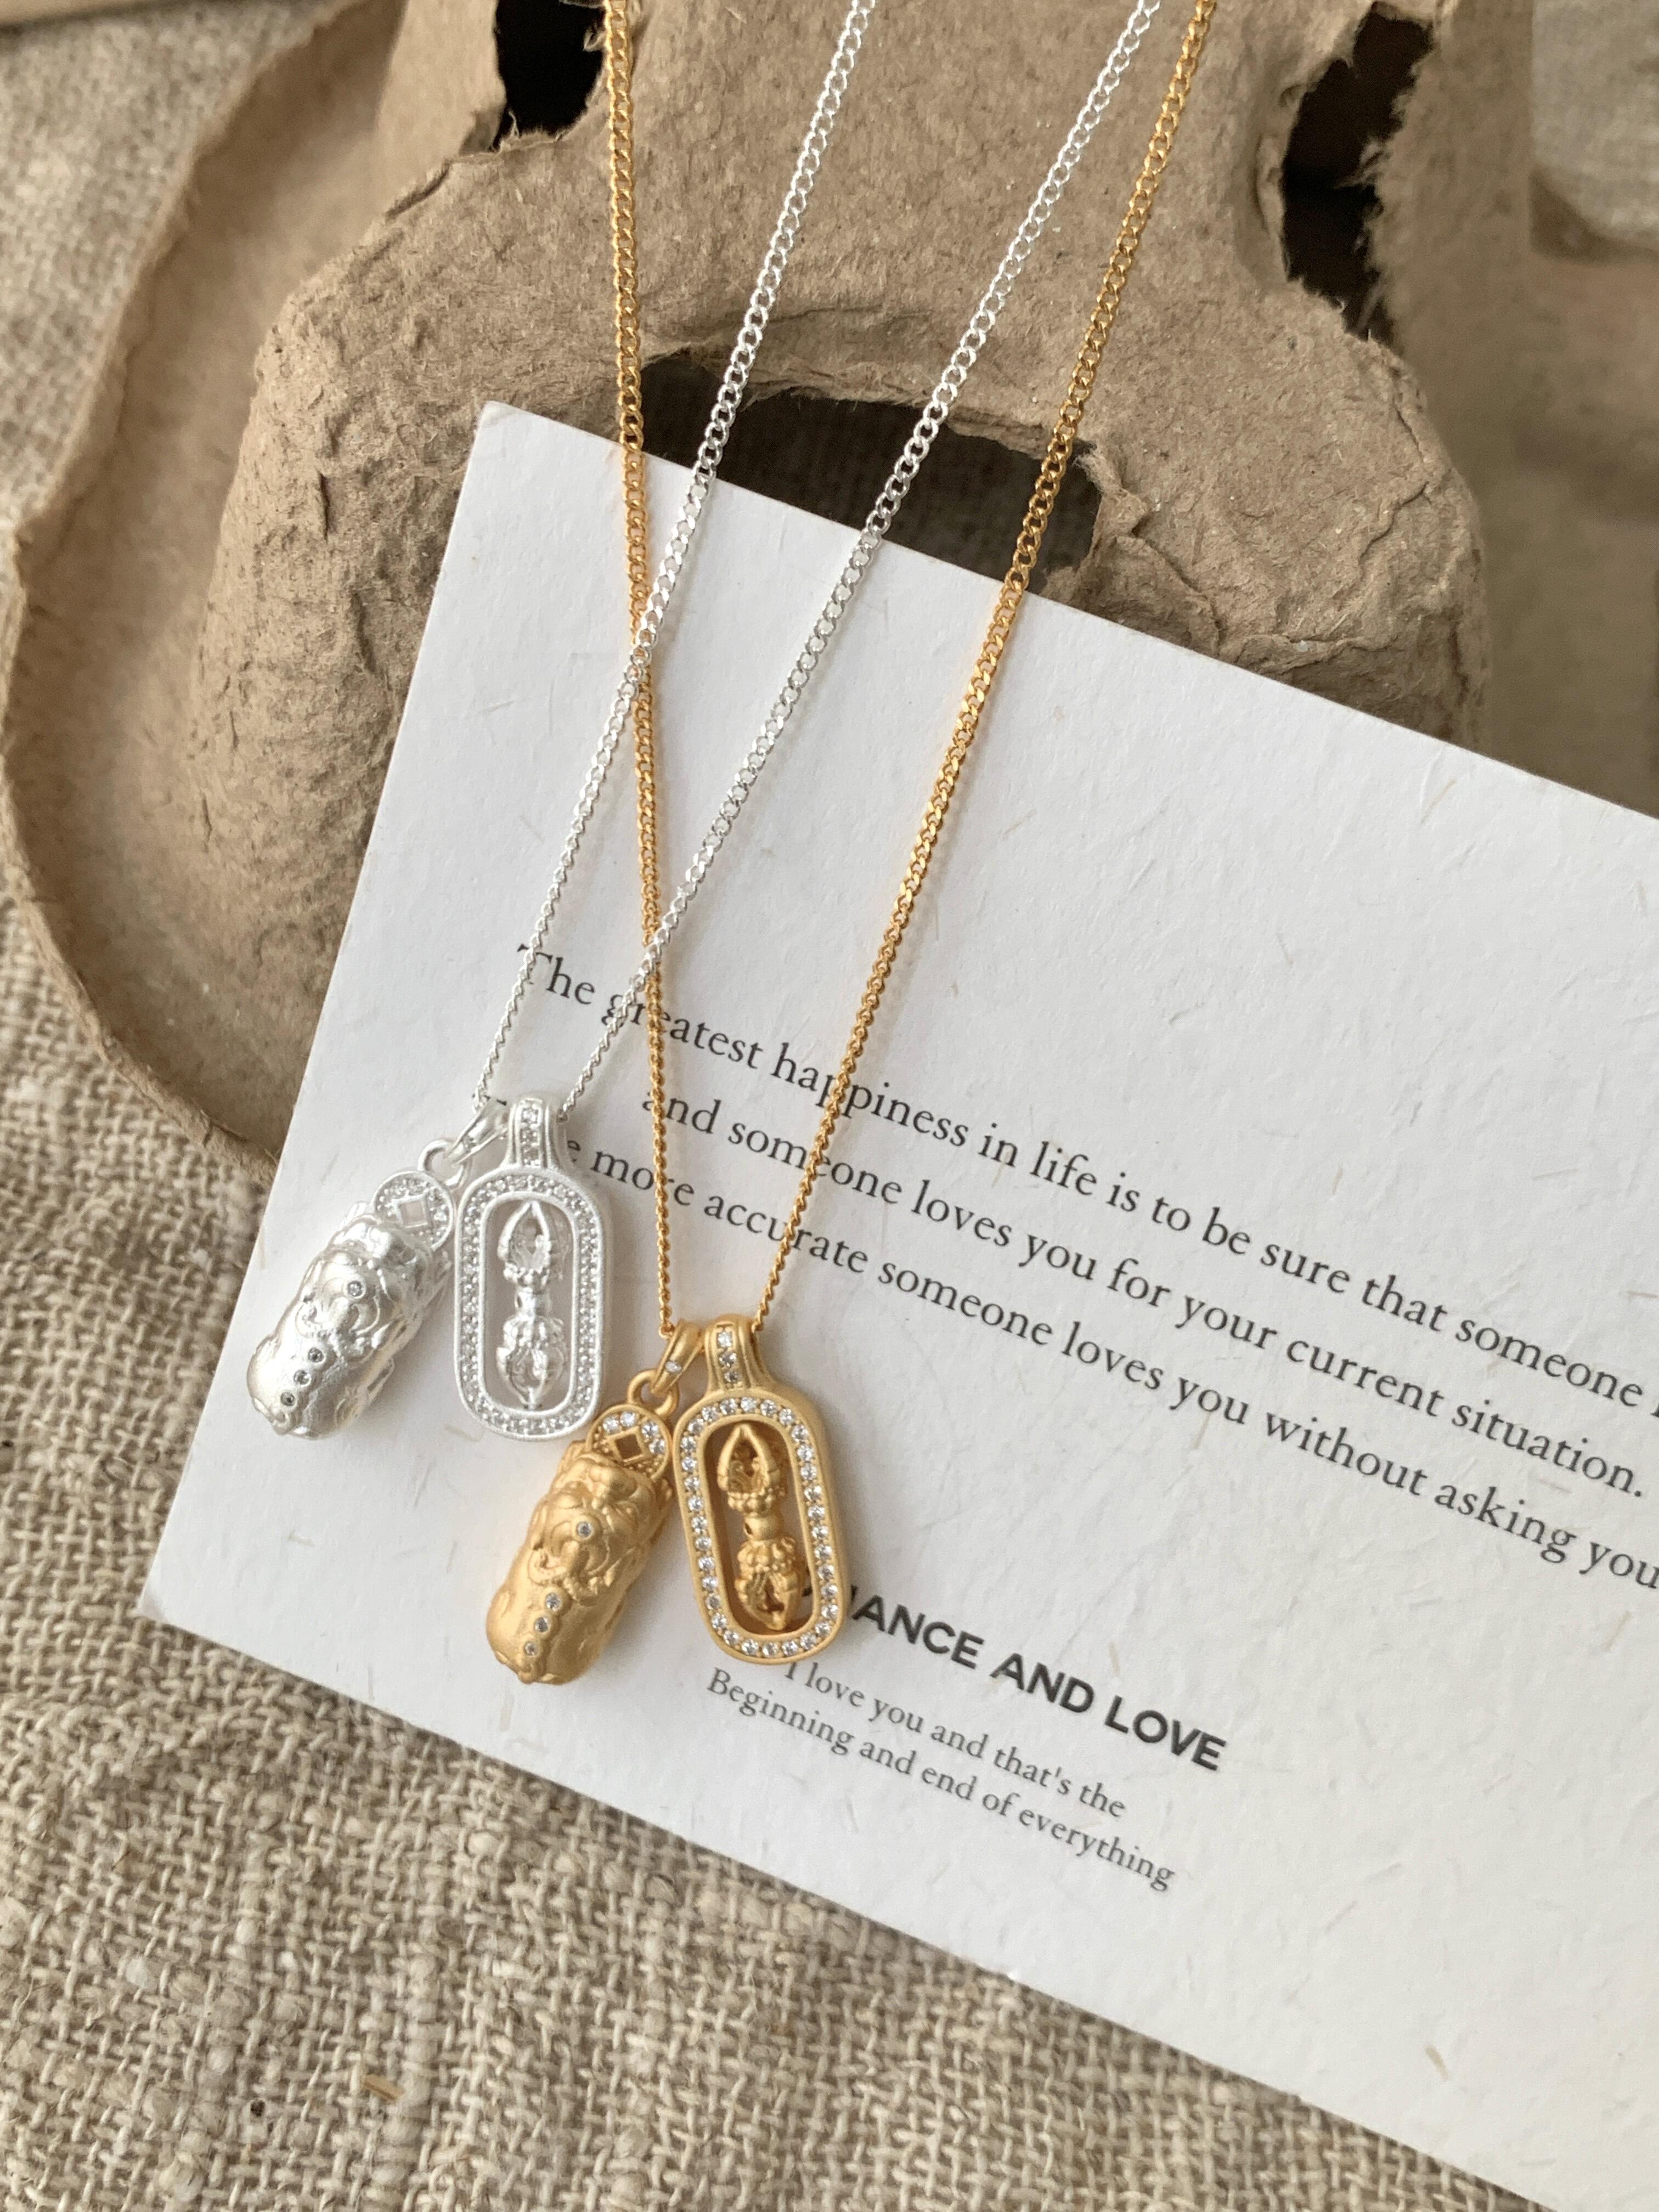 The greatest happiness in life is to be sure that someone
and someone loves you for your current situation.
more accurate someone loves you without asking you
AND LOVE
I love you and that's the
Beginning and end of everything